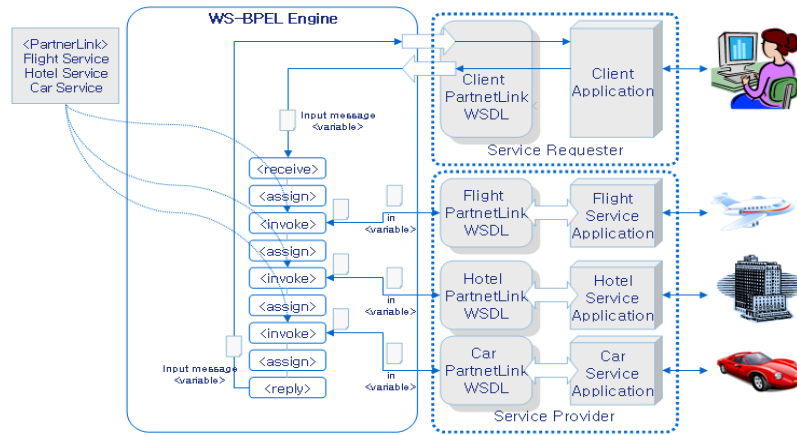 WS-BPEL Engine
<PartnerLink>
Flight Service
Hotel Service
Car Service
Input message
<variable>
<receive>
<assign>
<invoke>
<assign>
<invoke>
<assign>
<invoke>
<assign>
<reply>
Input message
<variable>
in
<variable>
in
<variable>
in
<variable>
Client
PartnetLink
WSDL
Client
Application
Service Requester
Flight
PartnetLink
WSDL
Flight
Service
Application
Hotel
PartnetLink
WSDL
Hotel
Service
Application
Car
PartnetLink
WSDL
Car
Service
Application
Service Provider